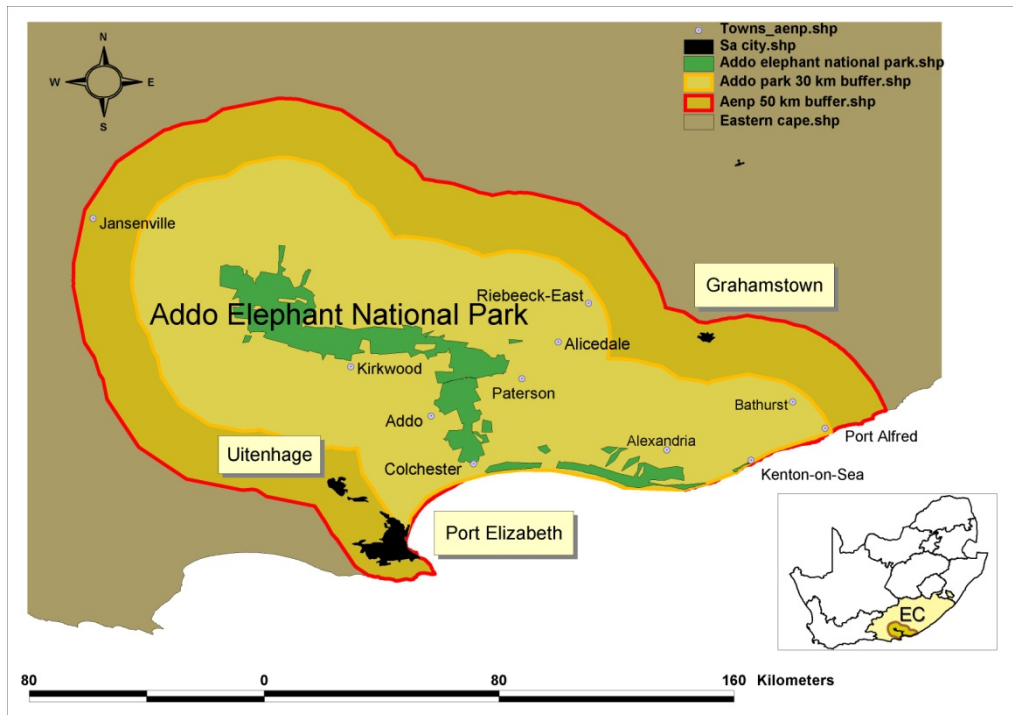 N
W E
S
Towns_aenp.shp
Sa city.shp
Addo elephant national park.shp
Addo park 30 km buffer.shp
Aenp 50 km buffer.shp
Eastern cape.shp
Jansenville
Grahamstown
Riebeeck-East
Addo Elephant National Park
Alicedale
Kirkwood
Paterson
Bathurst
Addo
Port Alfred
Alexandria
Uitenhage
Colchester
Kenton-on-Sea
Port Elizabeth
EC
80 0 80 160 Kilometers